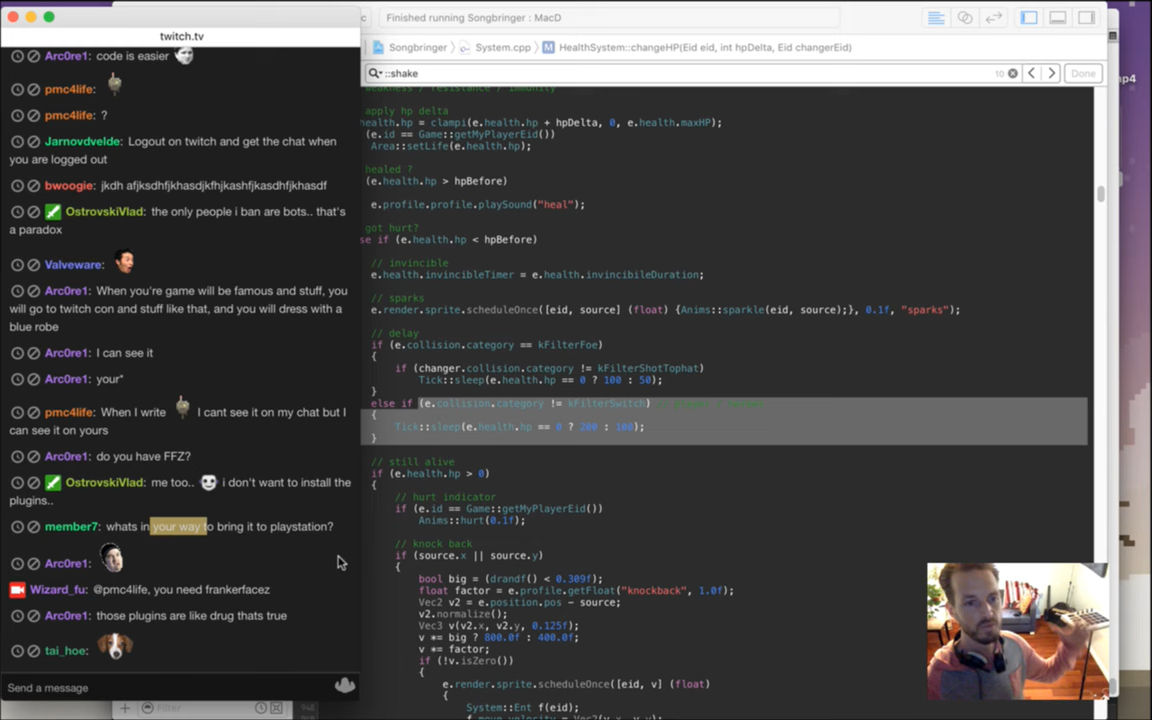 twitch.tv
Arc0re1: code is easier
pmc4life:
pmc4life: ?
Jarnovdvelde: Logout on twitch and get the chat when
you are logged out
bwoogie: jkdh afjksdhfjkhasdjkfhjkashfjkasdhfjkhasdf
OstrovskiVlad: the only people i ban are bots.. that's
a paradox
Valveware:
Arc0re1: When you're game will be famous and stuff, you
will go to twitch con and stuff like that, and you will dress with a
blue robe
Arc0re1: I can see it
Arc0re1: your*
pmc4life: When I write I cant see it on my chat but I
can see it on yours
Arc0re1: do you have FFZ?
OstrovskiVlad: me too.. i don't want to install the
plugins..
member7: whats in your way to bring it to playstation?
Arc0re1:
Wizard_fu: @pmc4life, you need frankerfacez
Arc0re1: those plugins are like drug thats true
tai_hoe:
Send a message
Finished running Songbringer : MacD
Songbringer System.cpp M HealthSystem::changeHP(Eid eid, int hpDelta, Eid changerEid)
::shake 10 Done
weakness / resistance / immunity
apply hp delta
health.hp = clampi(e.health.hp + hpDelta, 0, e.health.maxHP);
(e.id == Game::getMyPlayerEid())
Area::setLife(e.health.hp);
healed ?
(e.health.hp > hpBefore)
e.profile.profile.playSound("heal");
got hurt?
se if (e.health.hp < hpBefore)
// invincible
e.health.invincibleTimer = e.health.invincibileDuration;
// sparks
e.render.sprite.scheduleOnce([eid, source] (float) {Anims::sparkle(eid, source);}, 0.1f, "sparks");
// delay
if (e.collision.category == kFilterFoe)
{
if (changer.collision.category != kFilterShotTophat)
Tick::sleep(e.health.hp == 0 ? 100 : 50);
}
else if (e.collision.category != kFilterSwitch)
{
Tick::sleep(e.health.hp == 0 ? 200 : 100);
}
// still alive
if (e.health.hp > 0)
{
// hurt indicator
if (e.id == Game::getMyPlayerEid())
Anims::hurt(0.1f);
// knock back
if (source.x || source.y)
{
bool big = (drandf() < 0.309f);
float factor = e.profile.getFloat("knockback", 1.0f);
Vec2 v2 = e.position.pos - source;
v2.normalize();
Vec3 v(v2.x, v2.y, 0.125f);
v *= big ? 800.0f : 400.0f;
v *= factor;
if (!v.isZero())
{
e.render.sprite.scheduleOnce([eid, v] (float)
{
System::Ent f(eid);
Filter
mp4